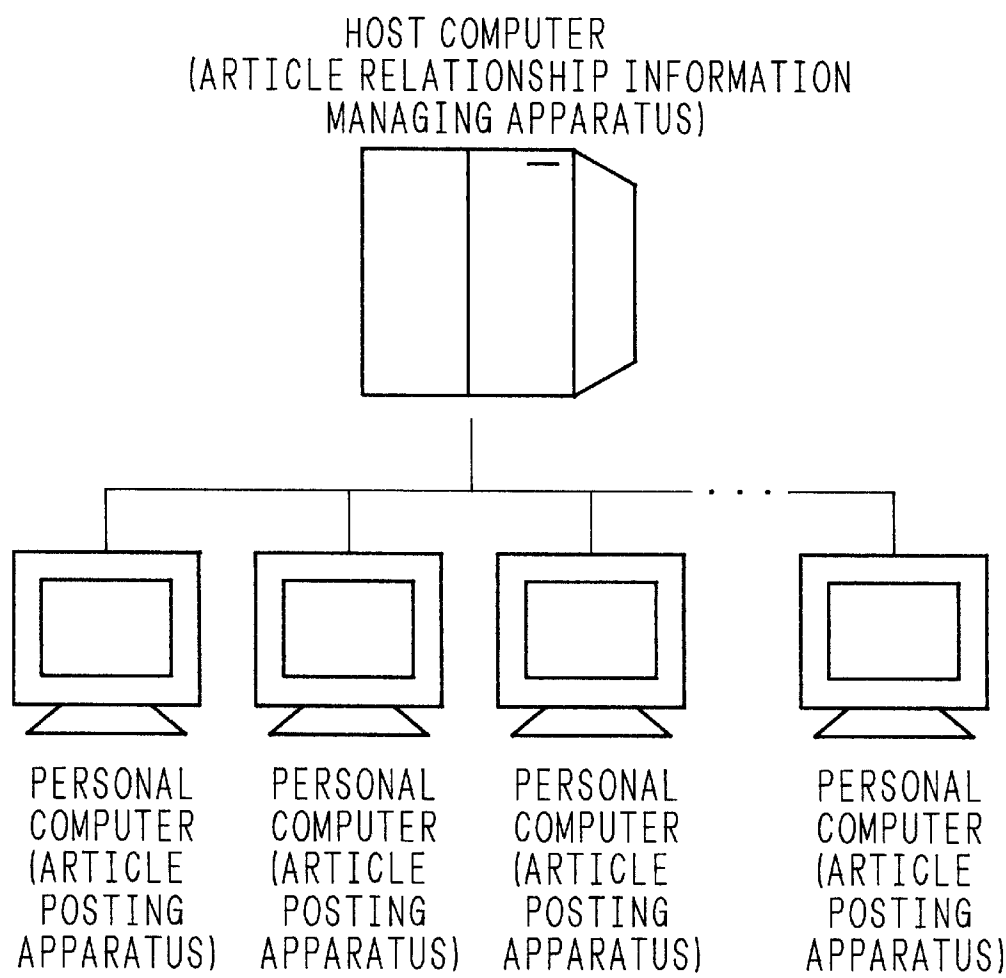 HOST COMPUTER
(ARTICLE RELATIONSHIP INFORMATION
MANAGING APPARATUS)
. . .
PERSONAL
COMPUTER
(ARTICLE
POSTING
APPARATUS)
PERSONAL
COMPUTER
(ARTICLE
POSTING
APPARATUS)
PERSONAL
COMPUTER
(ARTICLE
POSTING
APPARATUS)
PERSONAL
COMPUTER
(ARTICLE
POSTING
APPARATUS)